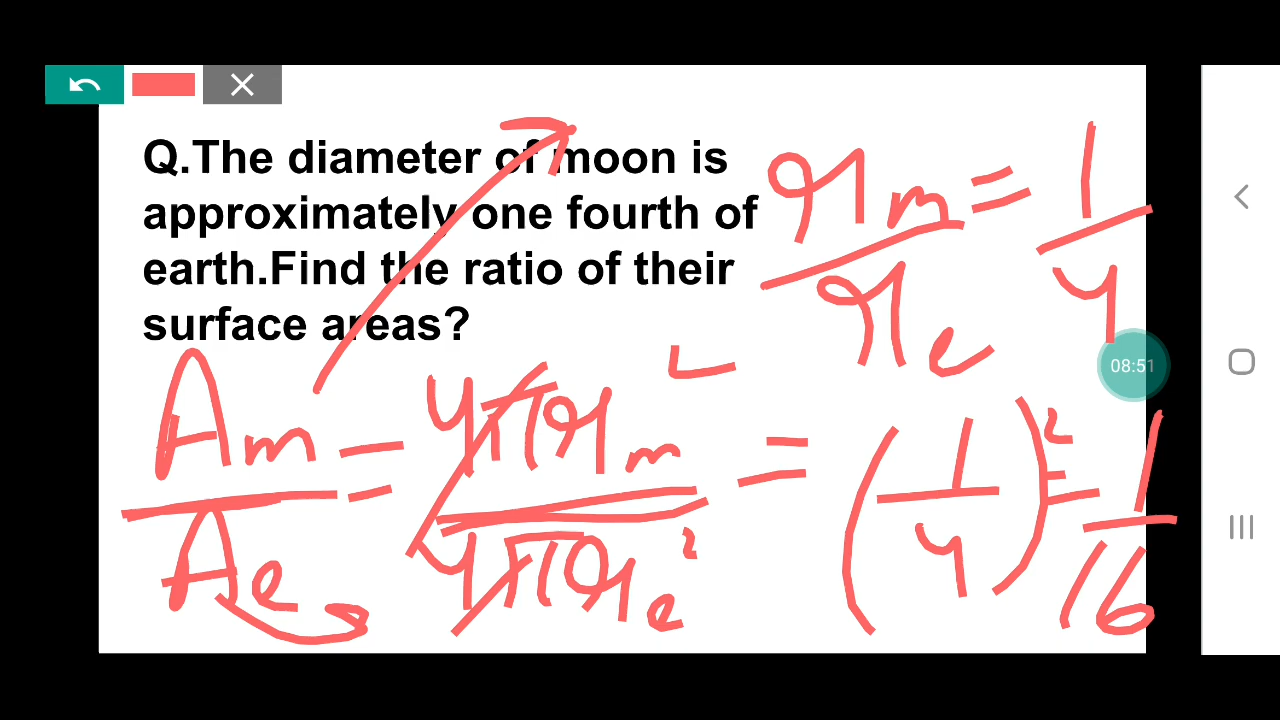 Q.The diameter of moon is
approximately one fourth of
earth.Find the ratio of their
surface areas?
rm/re = 1/4
08:51
Am/Ae = 4πrm²/4πre² = (1/4)² = 1/16